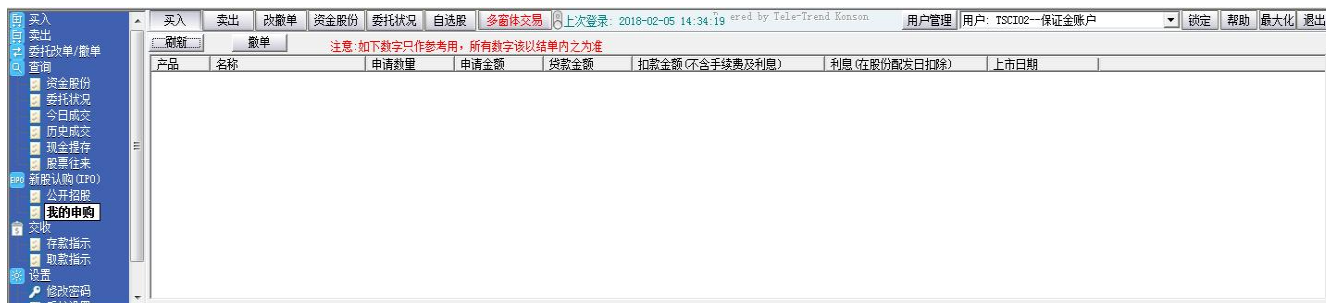 买入 卖出 改撤单 资金股份 委托状况 自选股 多窗体交易 上次登录: 2018-02-05 14:34:19 ered by Tele-Trend Konson 用户管理 用户: TSCI02--保证金账户 锁定 帮助 最大化 退出
刷新 撤单 注意:如下数字只作参考用，所有数字该以结单内之为准
产品 名称 申请数量 申请金额 贷款金额 扣款金额(不含手续费及利息) 利息(在股份配发日扣除) 上市日期
买入
卖出
委托改单/撤单
查询
资金股份
委托状况
今日成交
历史成交
现金提存
股票往来
EIPO 新股认购(IPO)
公开招股
我的申购
交收
存款指示
取款指示
设置
修改密码